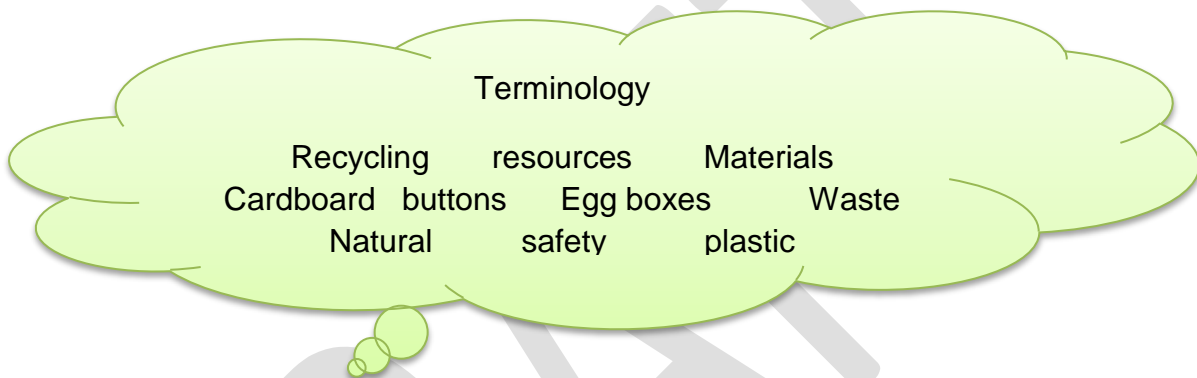 Terminology
Recycling resources Materials
Cardboard buttons Egg boxes Waste
Natural safety plastic